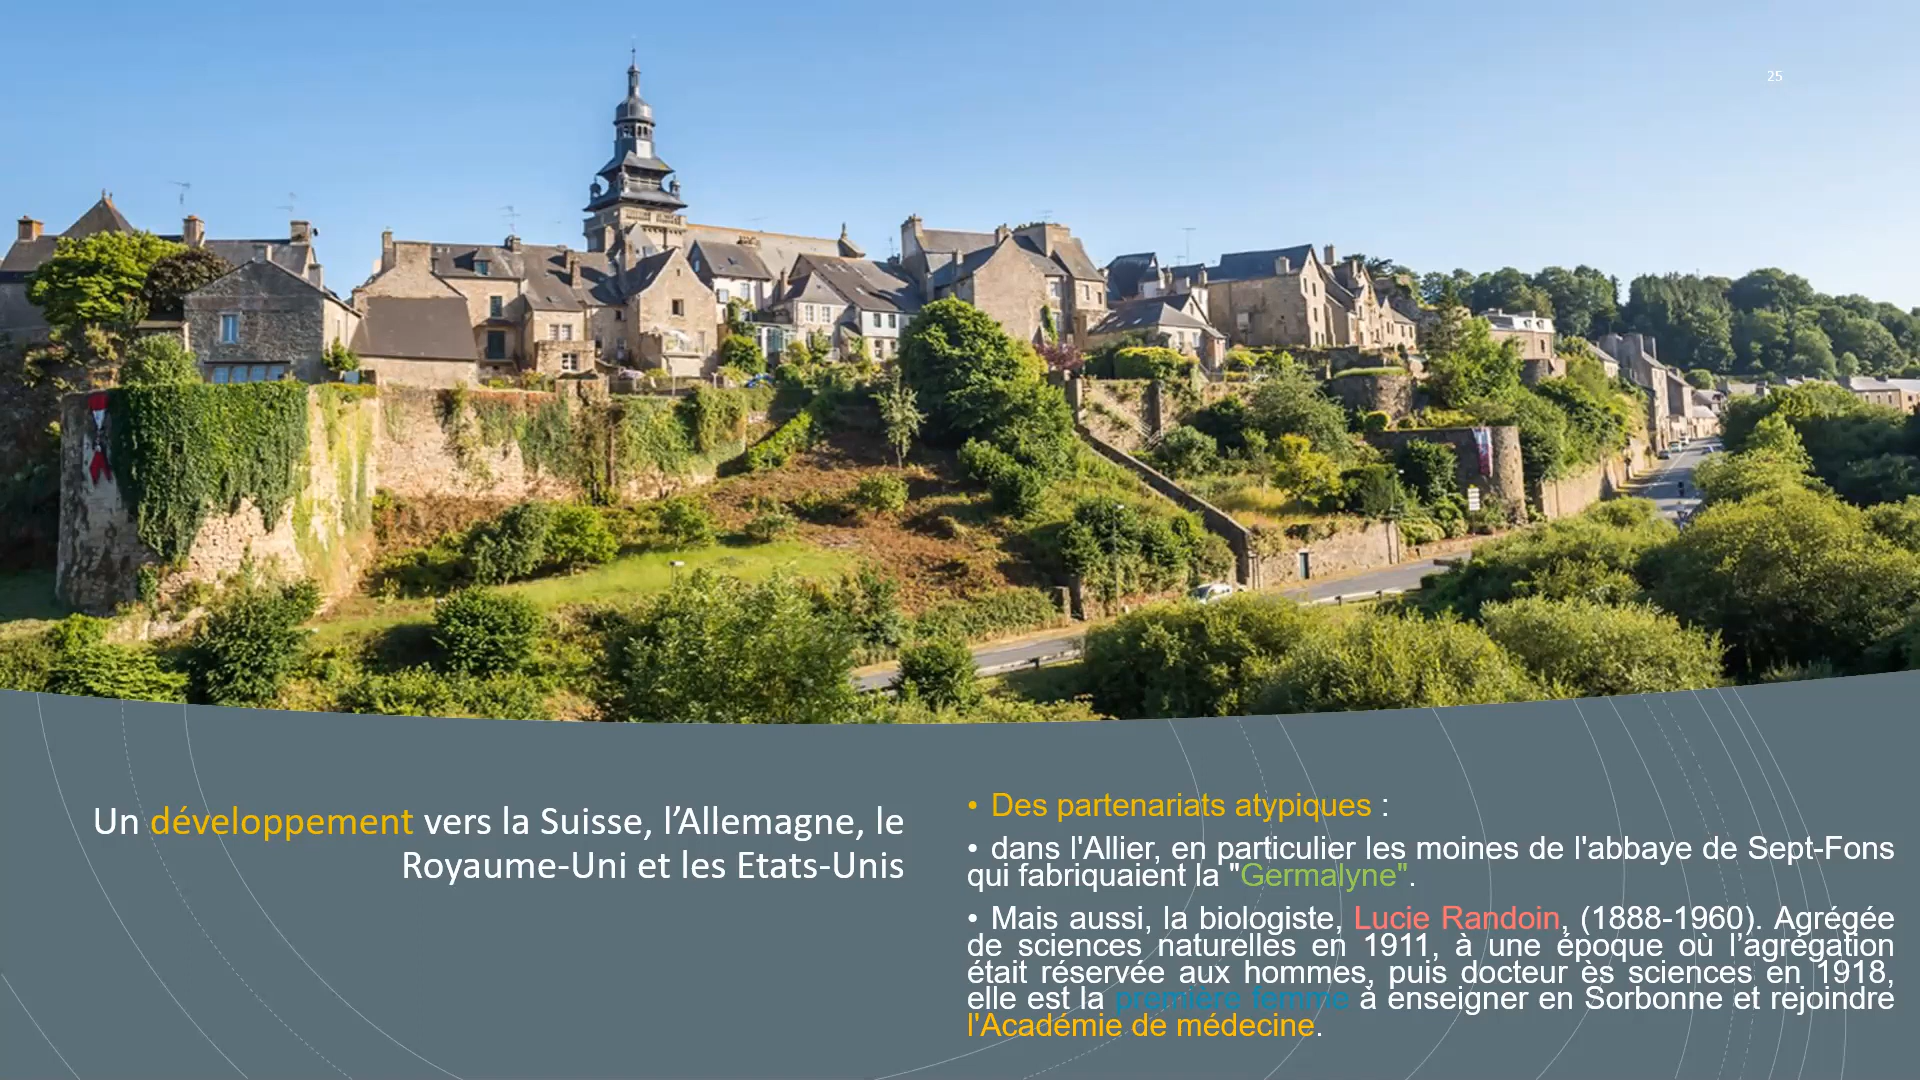 25
Un développement vers la Suisse, l’Allemagne, le
Royaume-Uni et les Etats-Unis
• Des partenariats atypiques :
• dans l'Allier, en particulier les moines de l'abbaye de Sept-Fons
qui fabriquaient la "Germalyne".
• Mais aussi, la biologiste, Lucie Randoin, (1888-1960). Agrégée
de sciences naturelles en 1911, à une époque où l’agrégation
était réservée aux hommes, puis docteur ès sciences en 1918,
elle est la première femme à enseigner en Sorbonne et rejoindre
l'Académie de médecine.